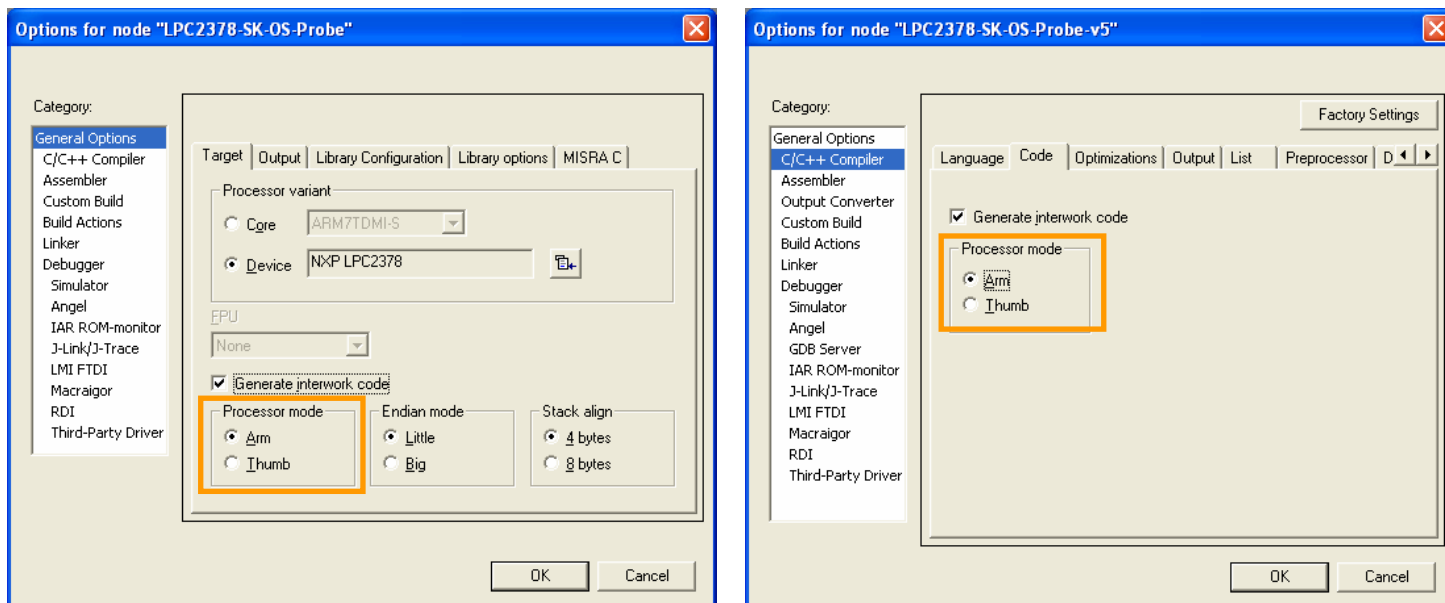 Options for node "LPC2378-SK-OS-Probe"
Category:
General Options
C/C++ Compiler
Assembler
Custom Build
Build Actions
Linker
Debugger
Simulator
Angel
IAR ROM-monitor
J-Link/J-Trace
LMI FTDI
Macraigor
RDI
Third-Party Driver
Target Output Library Configuration Library options MISRA C
Processor variant
Core ARM7TDMI-S
Device NXP LPC2378
FPU
None
Generate interwork code
Processor mode
Arm
Thumb
Endian mode
Little
Big
Stack align
4 bytes
8 bytes
OK Cancel
Options for node "LPC2378-SK-OS-Probe-v5"
Category:
General Options
C/C++ Compiler
Assembler
Output Converter
Custom Build
Build Actions
Linker
Debugger
Simulator
Angel
GDB Server
IAR ROM-monitor
J-Link/J-Trace
LMI FTDI
Macraigor
RDI
Third-Party Driver
Factory Settings
Language Code Optimizations Output List Preprocessor D
Generate interwork code
Processor mode
Arm
Thumb
OK Cancel